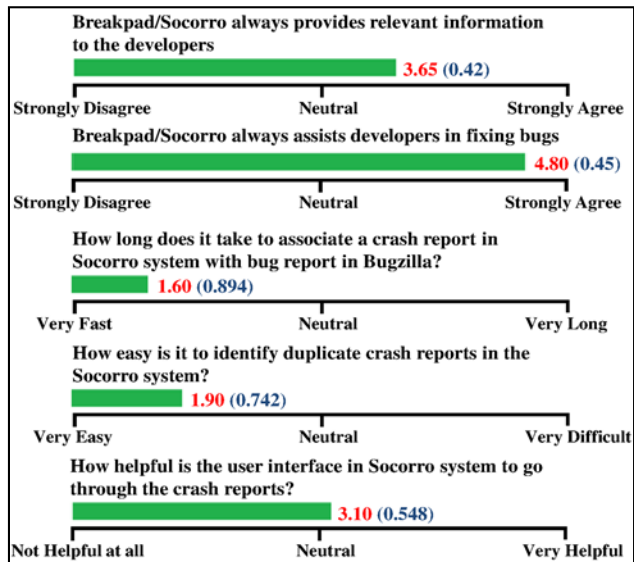 Breakpad/Socorro always provides relevant information
to the developers
3.65 (0.42)
Strongly Disagree Neutral Strongly Agree
Breakpad/Socorro always assists developers in fixing bugs
4.80 (0.45)
Strongly Disagree Neutral Strongly Agree
How long does it take to associate a crash report in
Socorro system with bug report in Bugzilla?
1.60 (0.894)
Very Fast Neutral Very Long
How easy is it to identify duplicate crash reports in the
Socorro system?
1.90 (0.742)
Very Easy Neutral Very Difficult
How helpful is the user interface in Socorro system to go
through the crash reports?
3.10 (0.548)
Not Helpful at all Neutral Very Helpful